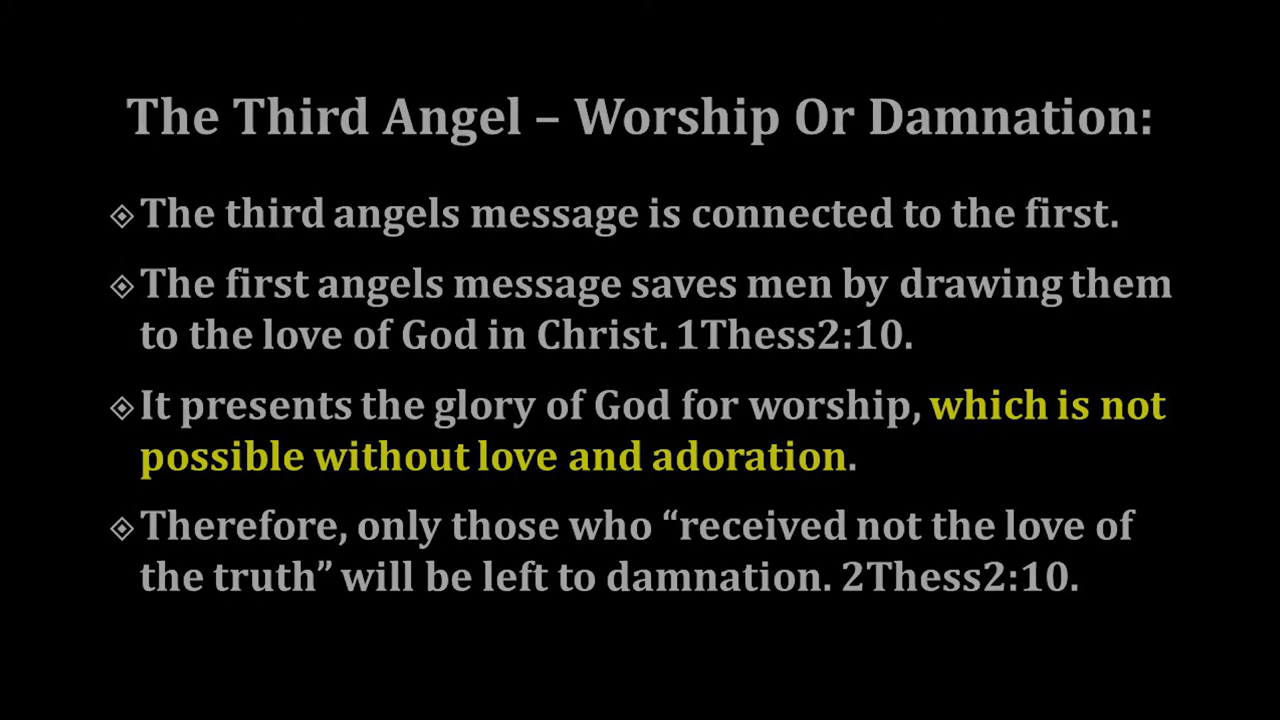 The Third Angel – Worship Or Damnation:
The third angels message is connected to the first.
The first angels message saves men by drawing them
to the love of God in Christ. 1Thess2:10.
It presents the glory of God for worship, which is not
possible without love and adoration.
Therefore, only those who “received not the love of
the truth” will be left to damnation. 2Thess2:10.